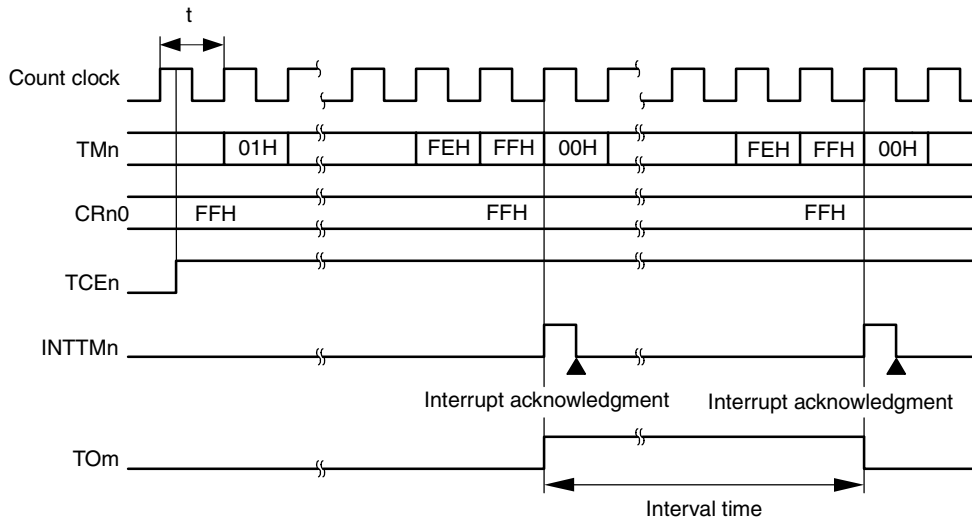 t
Count clock
TMn 01H FEH FFH 00H FEH FFH 00H
CRn0 FFH FFH FFH
TCEn
INTTMn
Interrupt acknowledgment Interrupt acknowledgment
TOm
Interval time